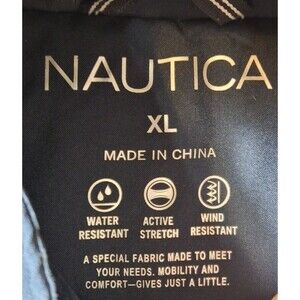 NAUTICA
XL
MADE IN CHINA
WATER RESISTANT
ACTIVE STRETCH
WIND RESISTANT
A SPECIAL FABRIC MADE TO MEET
YOUR NEEDS. MOBILITY AND
COMFORT–GIVES JUST A LITTLE.